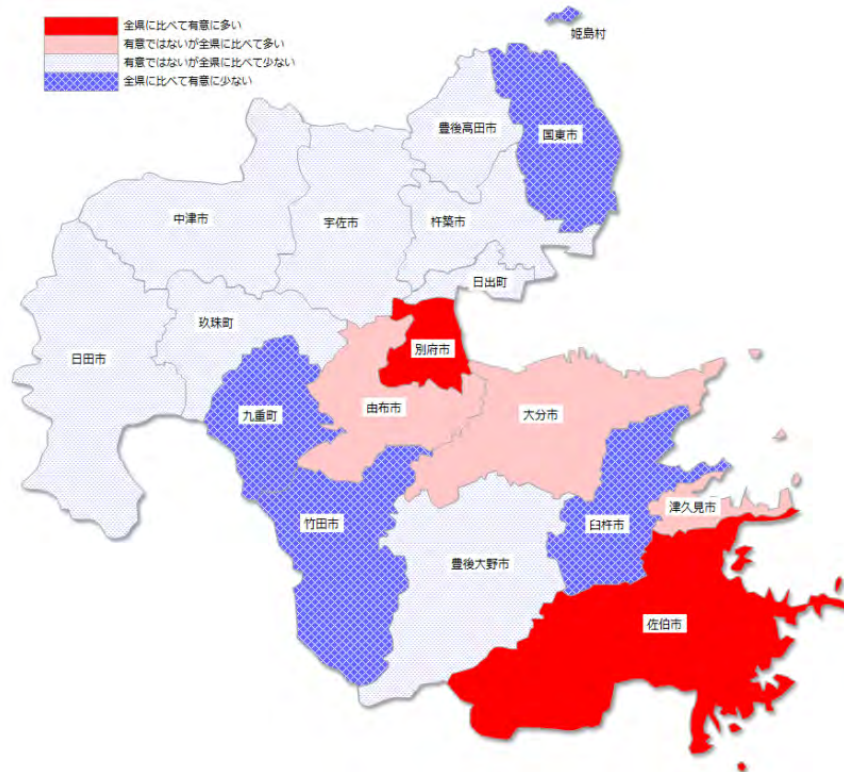 全県に比べて有意に多い
有意ではないが全県に比べて多い
有意ではないが全県に比べて少ない
全県に比べて有意に少ない
姫島村
豊後高田市
国東市
中津市
宇佐市
杵築市
日出町
玖珠町
日田市
別府市
由布市
大分市
九重町
津久見市
竹田市
臼杵市
豊後大野市
佐伯市